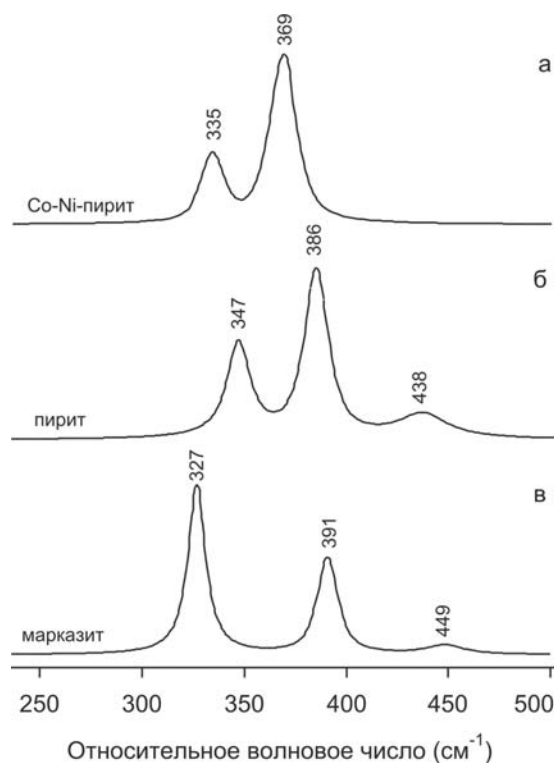 369
а
335
Co-Ni-пирит
386
б
347
438
пирит
327
в
391
449
марказит
250 300 350 400 450 500
Относительное волновое число (см⁻¹)